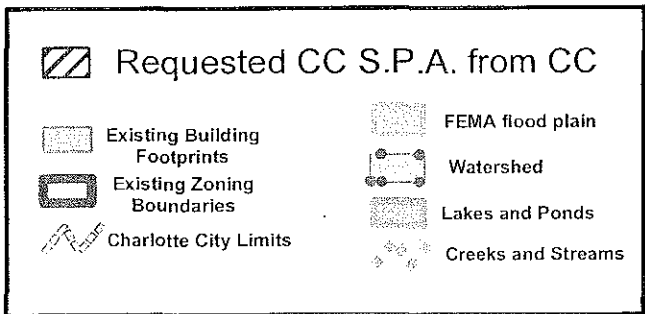 Requested CC S.P.A. from CC
Existing Building
Footprints
Existing Zoning
Boundaries
Charlotte City Limits
FEMA flood plain
Watershed
Lakes and Ponds
Creeks and Streams